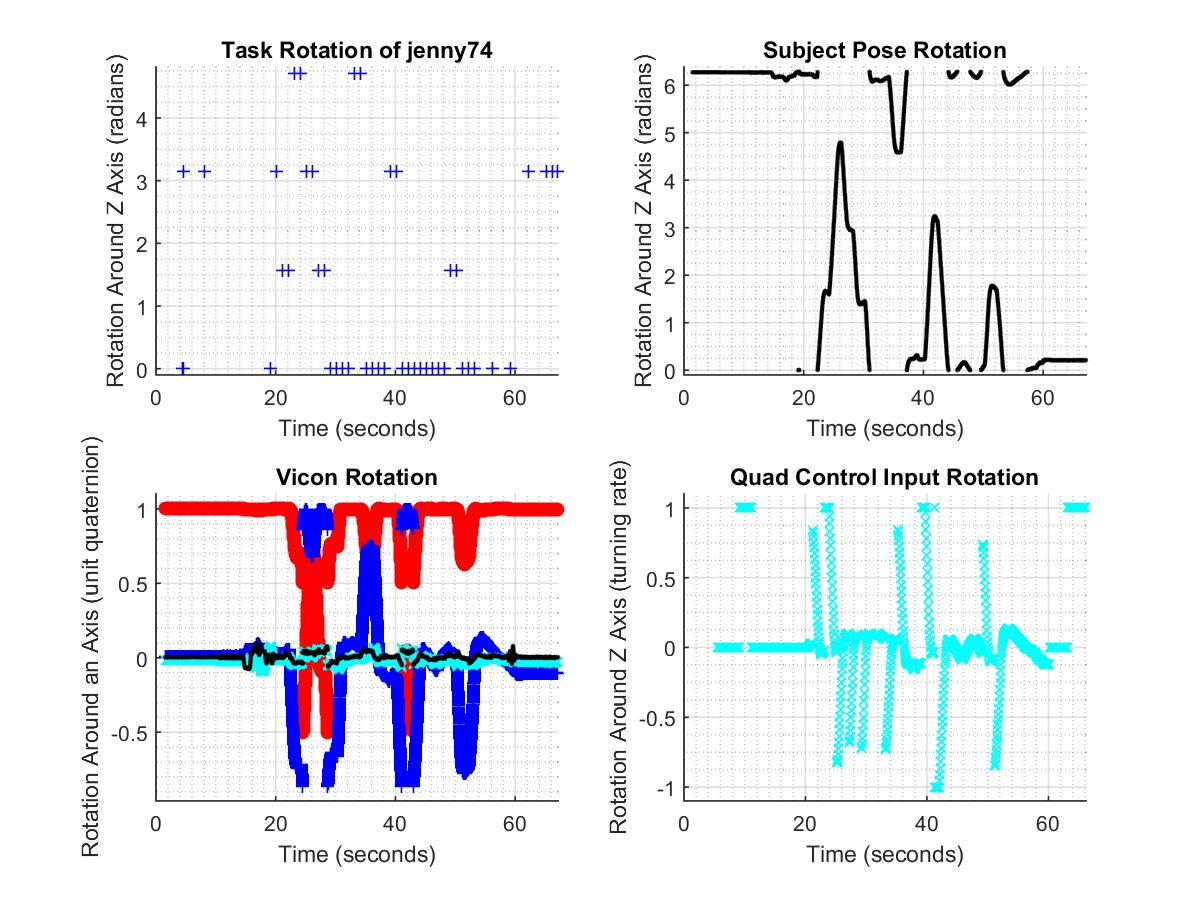 Task Rotation of jenny74
Rotation Around Z Axis (radians)
4
3
2
1
0
0 20 40 60
Time (seconds)
Subject Pose Rotation
Rotation Around Z Axis (radians)
6
5
4
3
2
1
0
0 20 40 60
Time (seconds)
Vicon Rotation
Rotation Around an Axis (unit quaternion)
1
0.5
0
-0.5
0 20 40 60
Time (seconds)
Quad Control Input Rotation
Rotation Around Z Axis (turning rate)
1
0.5
0
-0.5
-1
0 20 40 60
Time (seconds)